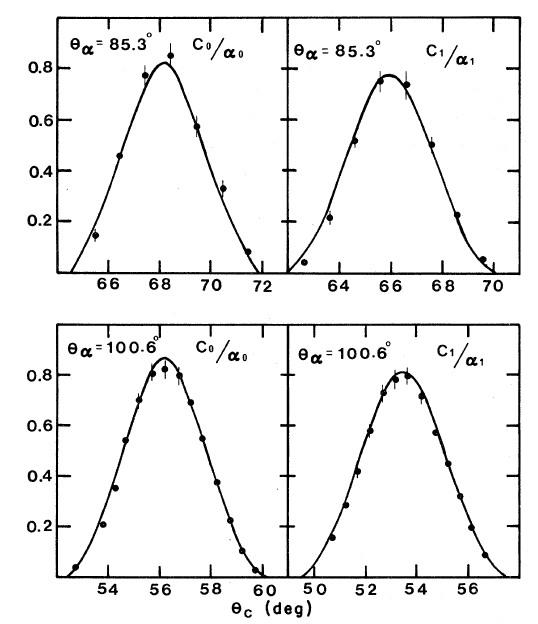 θα = 85.3° C₀/α₀
θα = 85.3° C₁/α₁
0.8
0.6
0.4
0.2
66 68 70 72
64 66 68 70
θα = 100.6° C₀/α₀
θα = 100.6° C₁/α₁
0.8
0.6
0.4
0.2
54 56 58 60
50 52 54 56
θC (deg)